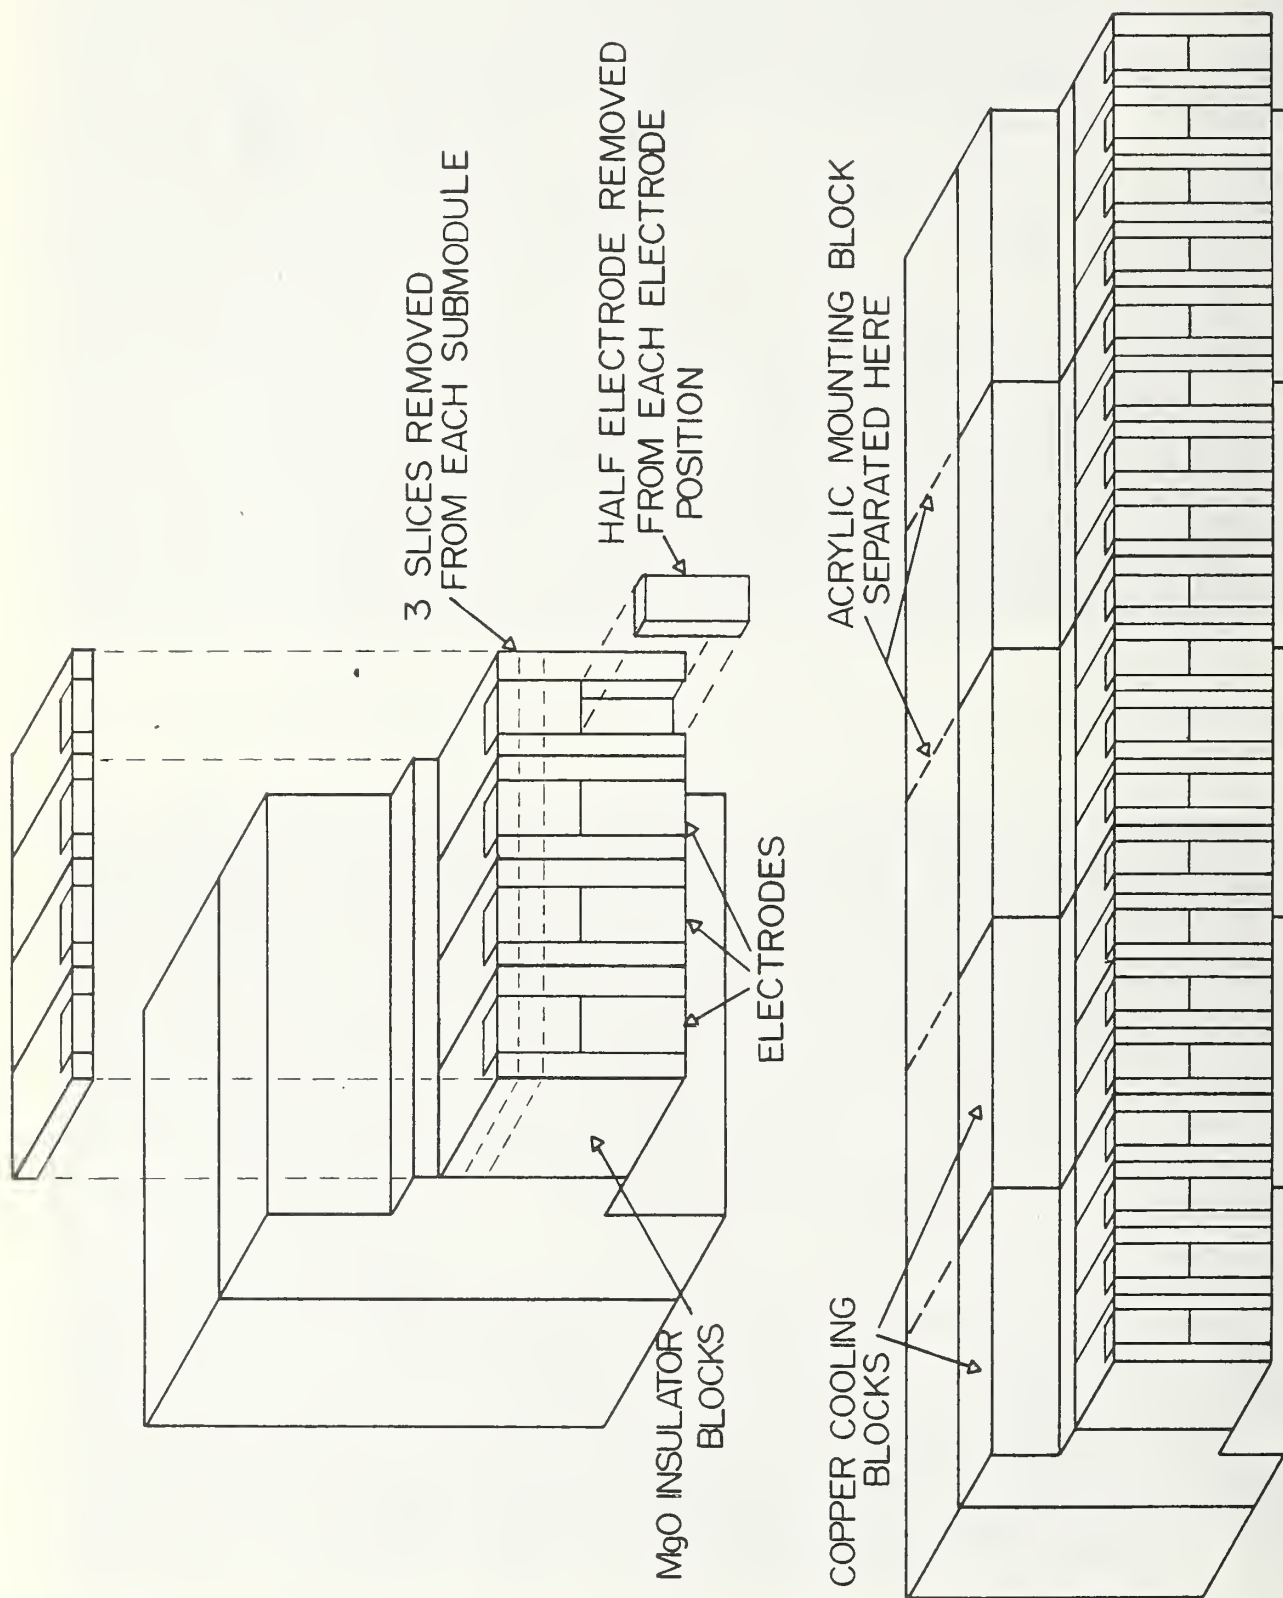 3 SLICES REMOVED
FROM EACH SUBMODULE
HALF ELECTRODE REMOVED
FROM EACH ELECTRODE
POSITION
ELECTRODES
MgO INSULATOR
BLOCKS
ACRYLIC MOUNTING BLOCK
SEPARATED HERE
COPPER COOLING
BLOCKS